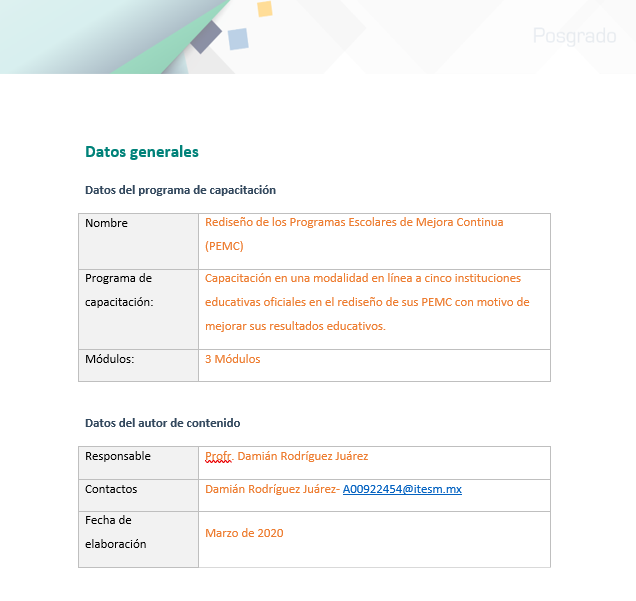 Posgrado
Datos generales
Datos del programa de capacitación
Nombre
Rediseño de los Programas Escolares de Mejora Continua
(PEMC)
Programa de
capacitación:
Capacitación en una modalidad en línea a cinco instituciones
educativas oficiales en el rediseño de sus PEMC con motivo de
mejorar sus resultados educativos.
Módulos:
3 Módulos
Datos del autor de contenido
Responsable
Profr. Damián Rodríguez Juárez
Contactos
Damián Rodríguez Juárez- A00922454@itesm.mx
Fecha de
elaboración
Marzo de 2020